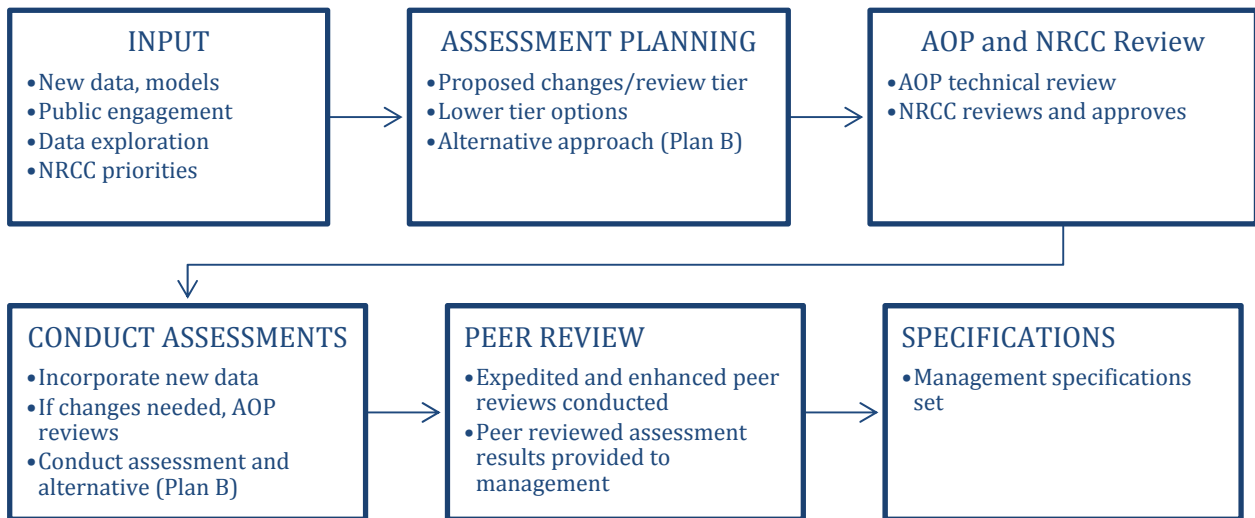 INPUT
•New data, models
•Public engagement
•Data exploration
•NRCC priorities
ASSESSMENT PLANNING
•Proposed changes/review tier
•Lower tier options
•Alternative approach (Plan B)
AOP and NRCC Review
•AOP technical review
•NRCC reviews and approves
CONDUCT ASSESSMENTS
•Incorporate new data
•If changes needed, AOP
reviews
•Conduct assessment and
alternative (Plan B)
PEER REVIEW
•Expedited and enhanced peer
reviews conducted
•Peer reviewed assessment
results provided to
management
SPECIFICATIONS
•Management specifications
set